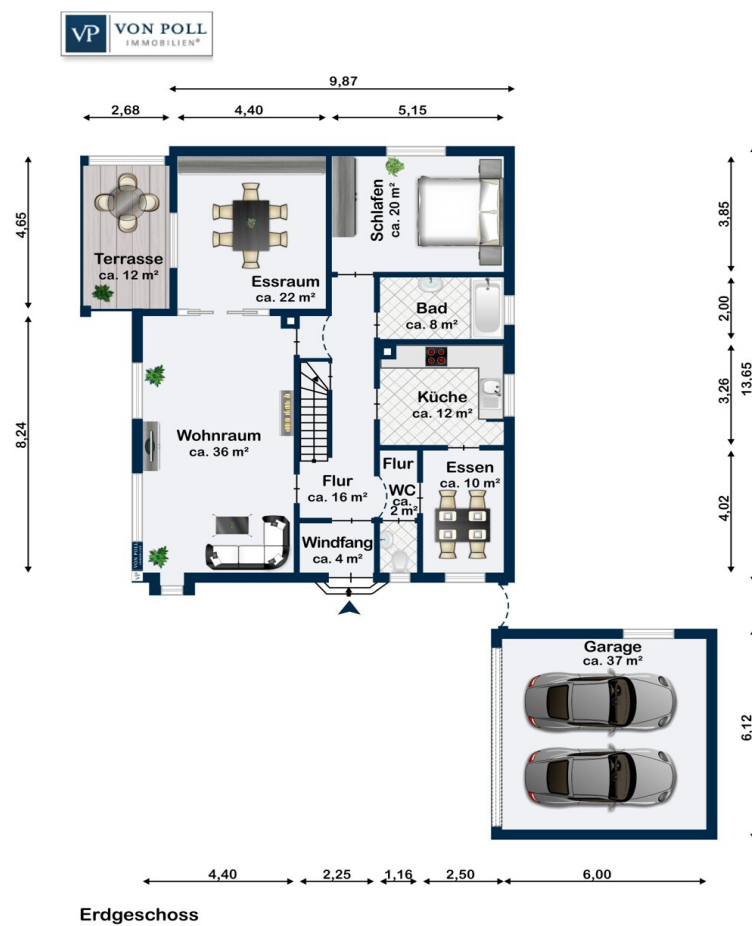 VP VON POLL
IMMOBILIEN®
9,87
2,68 4,40 5,15
4,65
8,24
3,85
2,00
3,26
4,02
13,65
6,12
Terrasse
ca. 12 m²
Essraum
ca. 22 m²
Schlafen
ca. 20 m²
Bad
ca. 8 m²
Küche
ca. 12 m²
Wohnraum
ca. 36 m²
Flur
ca. 16 m²
Flur
WC
ca.
2 m²
Essen
ca. 10 m²
Windfang
ca. 4 m²
VP VON POLL
Garage
ca. 37 m²
4,40 2,25 1,16 2,50 6,00
Erdgeschoss